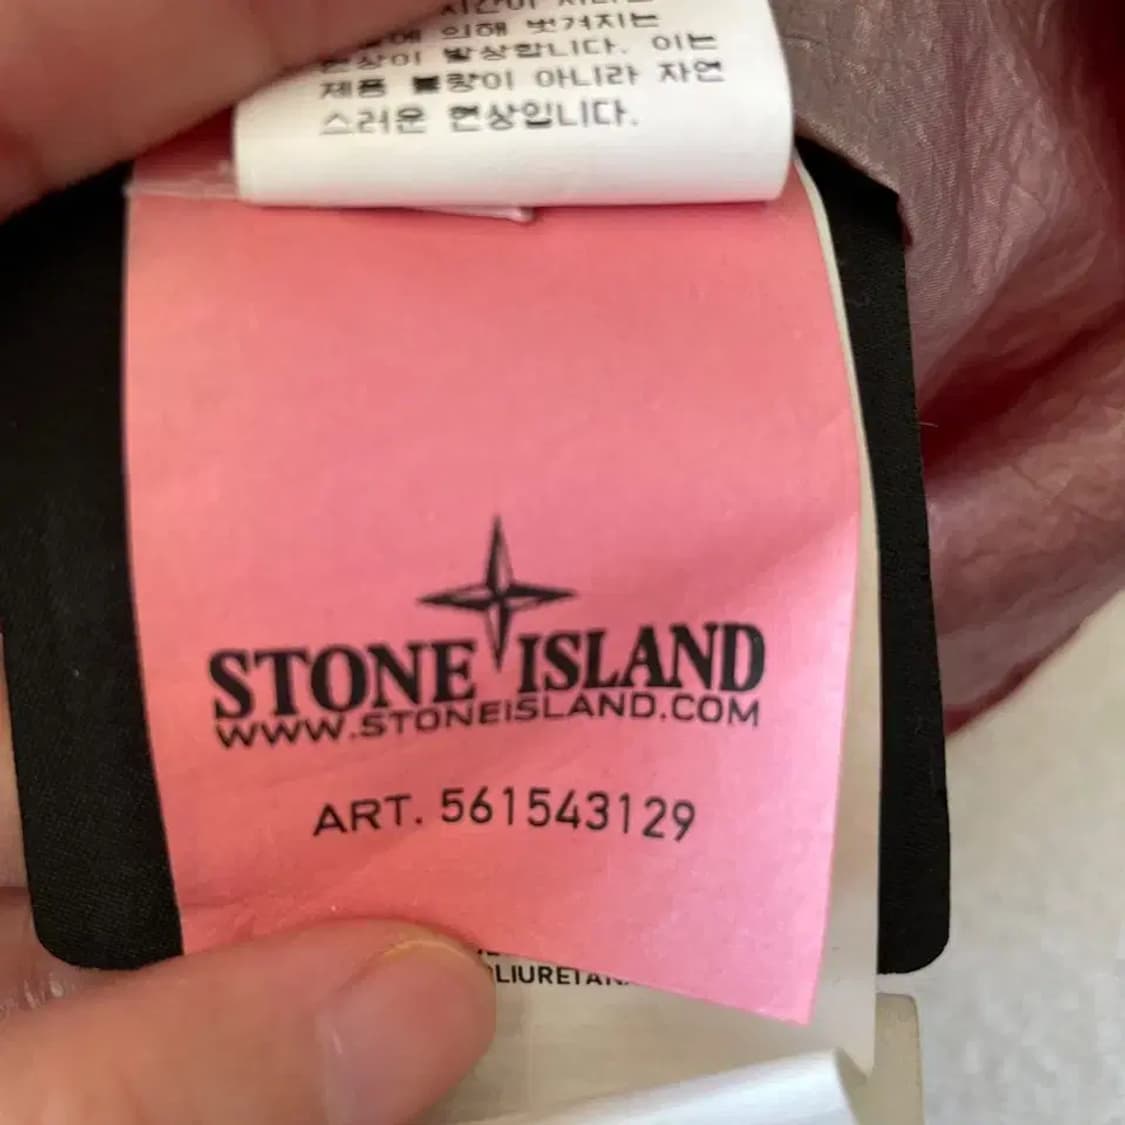 에 의해 벗겨지는
현상이 발생합니다. 이는
제품 불량이 아니라 자연
스러운 현상입니다.
STONE ISLAND
WWW.STONEISLAND.COM
ART. 561543129